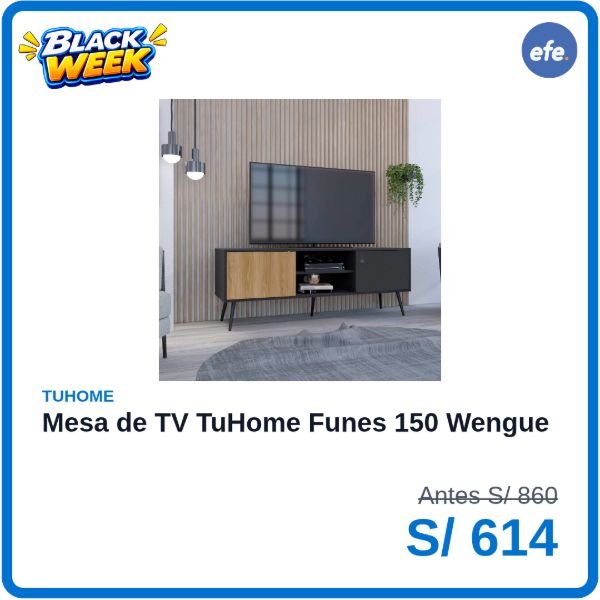 BLACK
WEEK
efe.
TUHOME
Mesa de TV TuHome Funes 150 Wengue
Antes S/ 860
S/ 614